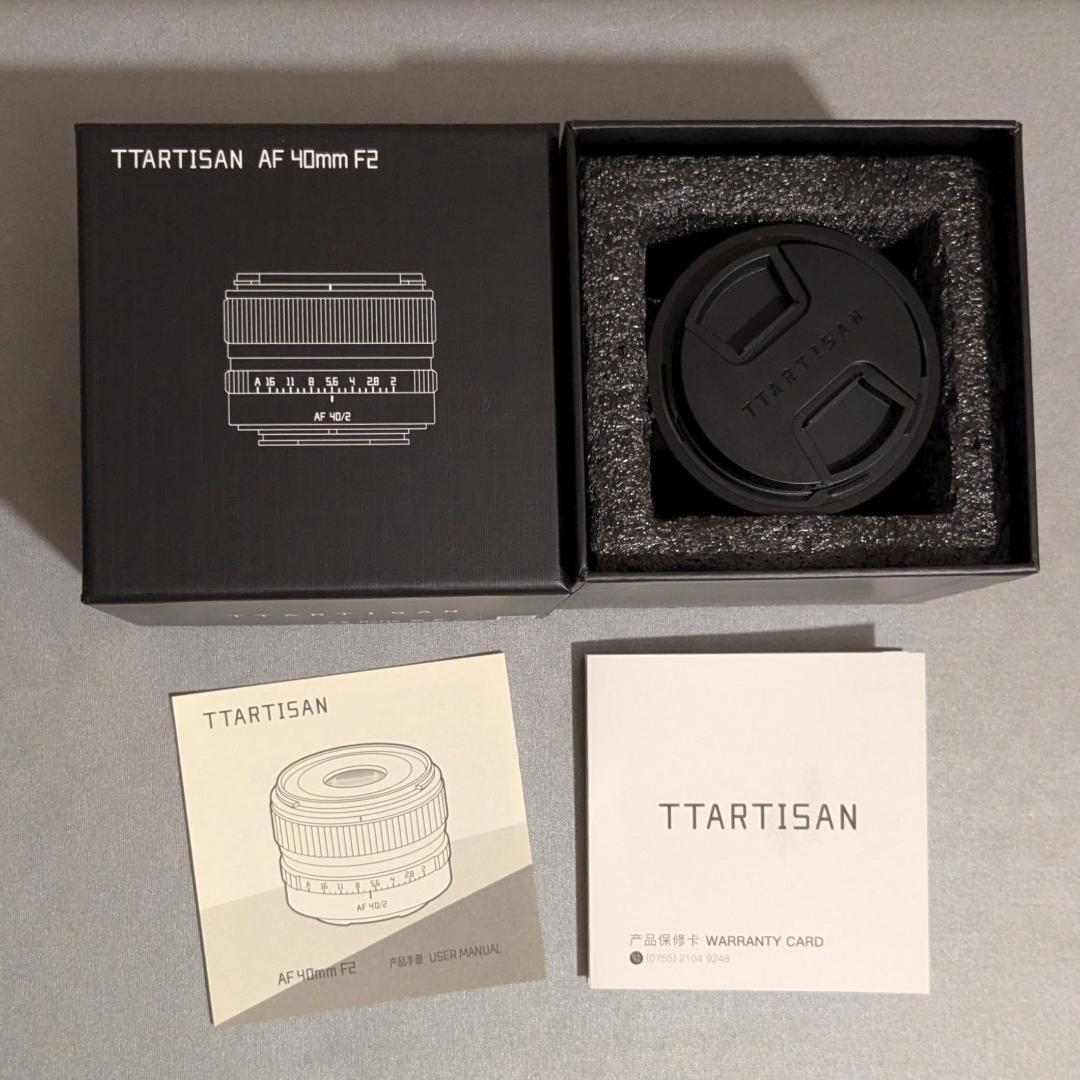 TTARTISAN AF 40mm F2
A 16 11 8 5.6 4 2.8 2
AF 40/2
TTARTISAN
TTARTISAN
TTARTISAN
A 16 11 8 5.6 4 2.8 2
AF 40/2
AF 40mm F2 产品手册 USER MANUAL
TTARTISAN
产品保修卡 WARRANTY CARD
(0755) 2104 9248